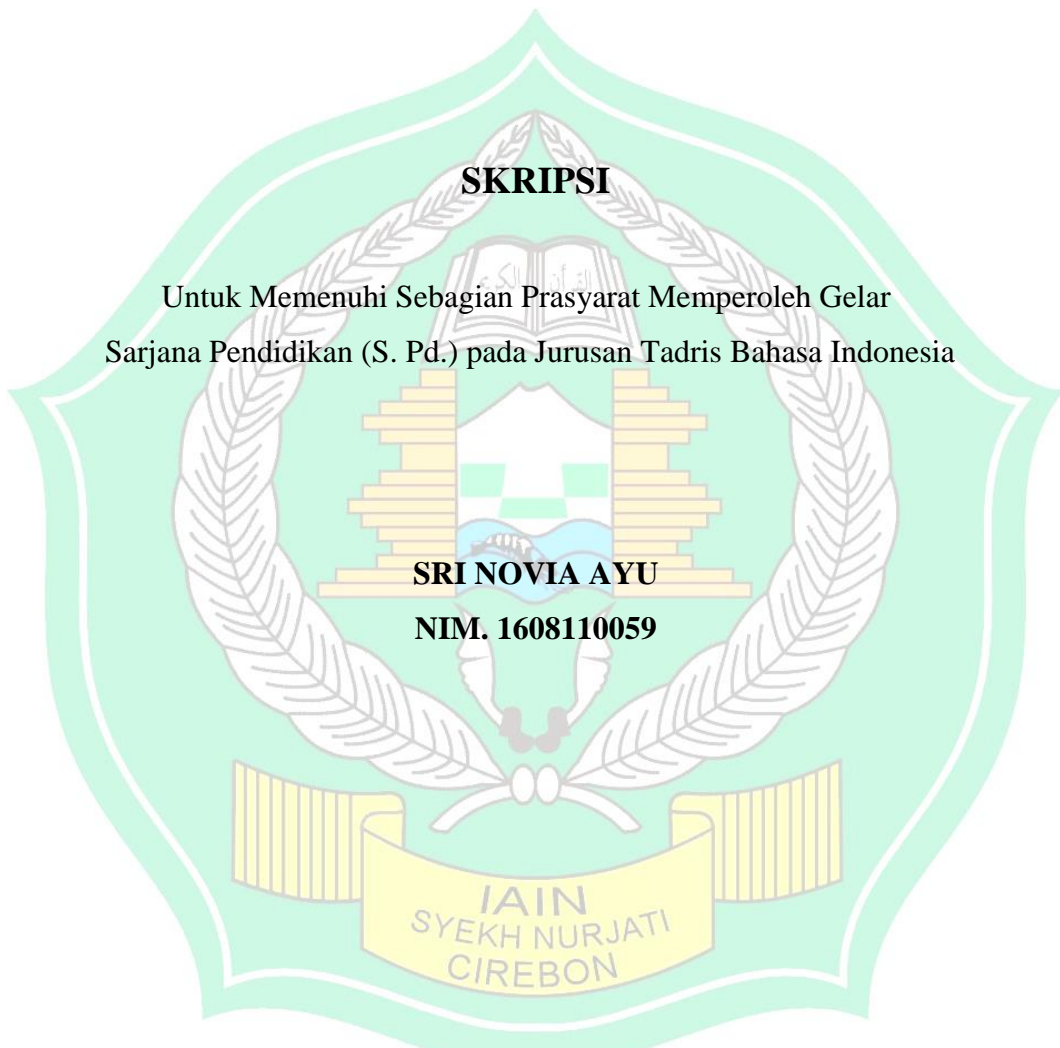 SKRIPSI
Untuk Memenuhi Sebagian Prasyarat Memperoleh Gelar
Sarjana Pendidikan (S. Pd.) pada Jurusan Tadris Bahasa Indonesia
SRI NOVIA AYU
NIM. 1608110059
IAIN
SYEKH NURJATI
CIREBON